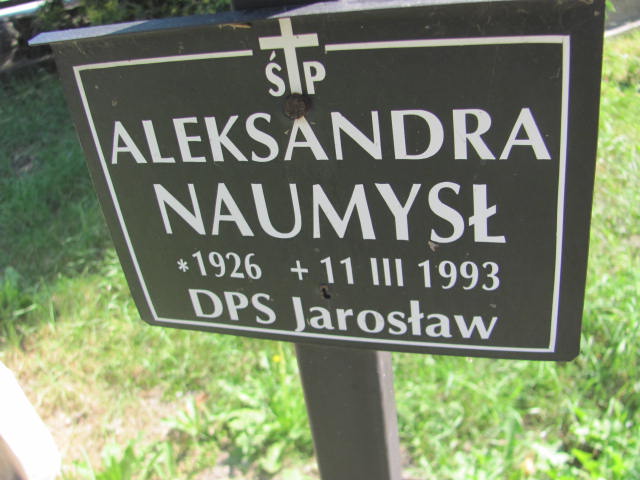 ŚP
ALEKSANDRA
NAUMYSŁ
*1926 + 11 III 1993
DPS Jarosław